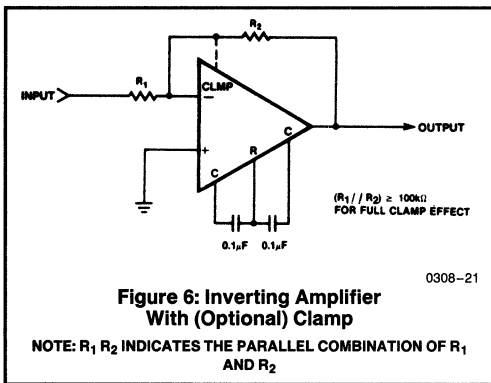 R₂
R₁
CLMP
INPUT
−
C
OUTPUT
R
+
C
(R₁ // R₂) ≥ 100kΩ
FOR FULL CLAMP EFFECT
0.1μF 0.1μF
0308–21
Figure 6: Inverting Amplifier
With (Optional) Clamp
NOTE: R₁ R₂ INDICATES THE PARALLEL COMBINATION OF R₁
AND R₂